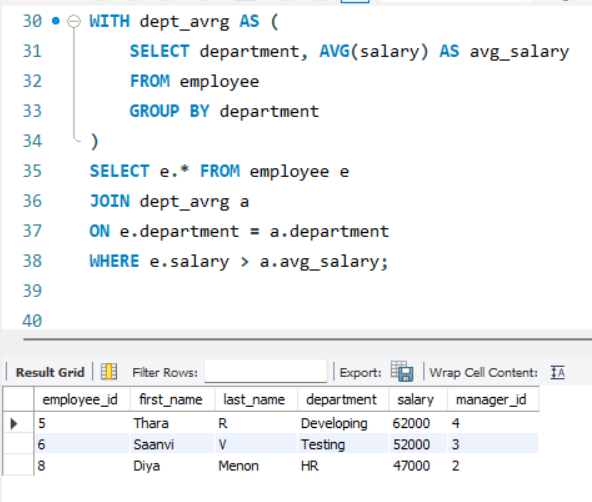 30 WITH dept_avrg AS (
31 SELECT department, AVG(salary) AS avg_salary
32 FROM employee
33 GROUP BY department
34 )
35 SELECT e.* FROM employee e
36 JOIN dept_avrg a
37 ON e.department = a.department
38 WHERE e.salary > a.avg_salary;
39
40
Result Grid Filter Rows: Export: Wrap Cell Content: IA
employee_id first_name last_name department salary manager_id
5 Thara R Developing 62000 4
6 Saanvi V Testing 52000 3
8 Diya Menon HR 47000 2